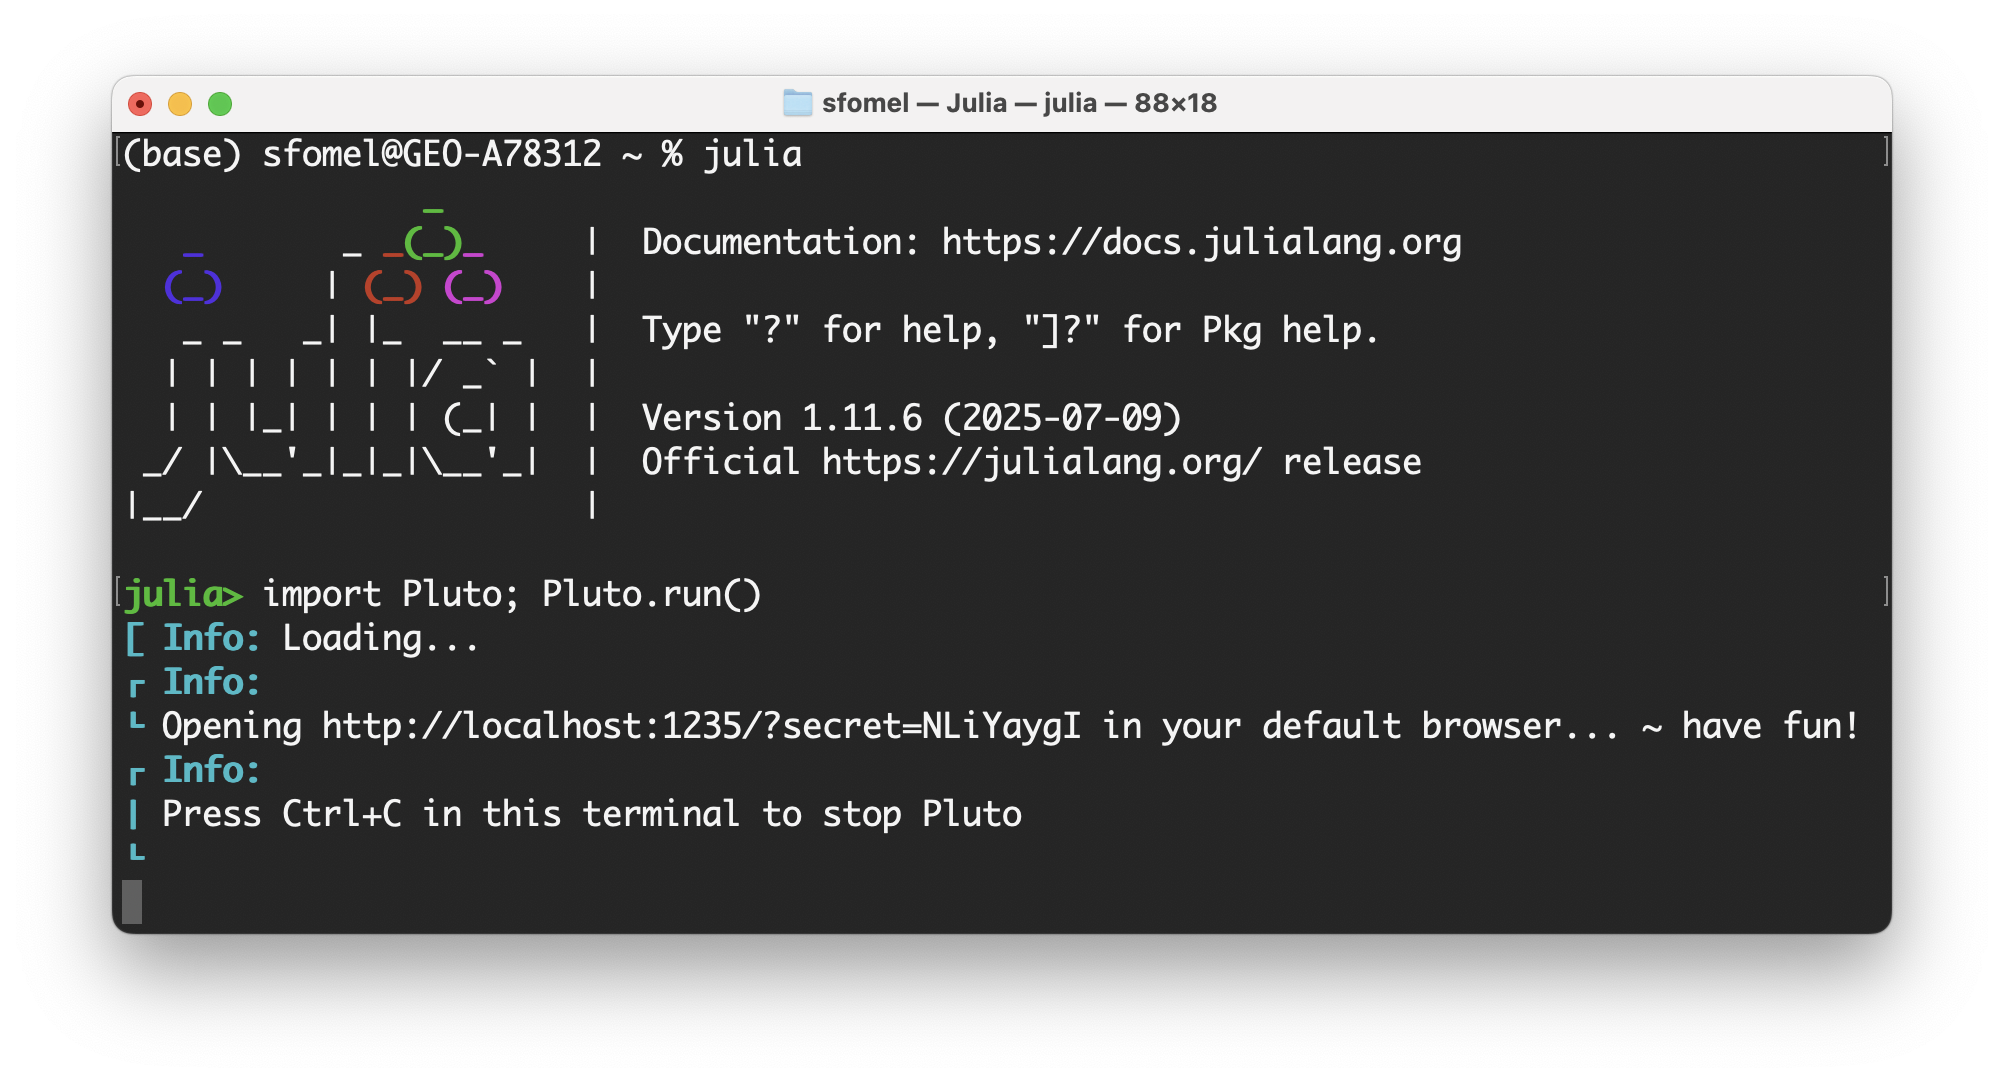 sfomel — Julia — julia — 88×18
(base) sfomel@GEO-A78312 ~ % julia
               _
   _       _ _(_)_     |  Documentation: https://docs.julialang.org
  (_)     | (_) (_)    |
   _ _   _| |_  __ _   |  Type "?" for help, "]?" for Pkg help.
  | | | | | | |/ _` |  |
  | | |_| | | | (_| |  |  Version 1.11.6 (2025-07-09)
 _/ |\__'_|_|_|\__'_|  |  Official https://julialang.org/ release
|__/                   |
julia> import Pluto; Pluto.run()
[ Info: Loading...
┌ Info:
└ Opening http://localhost:1235/?secret=NLiYaygI in your default browser... ~ have fun!
┌ Info:
│ Press Ctrl+C in this terminal to stop Pluto
└